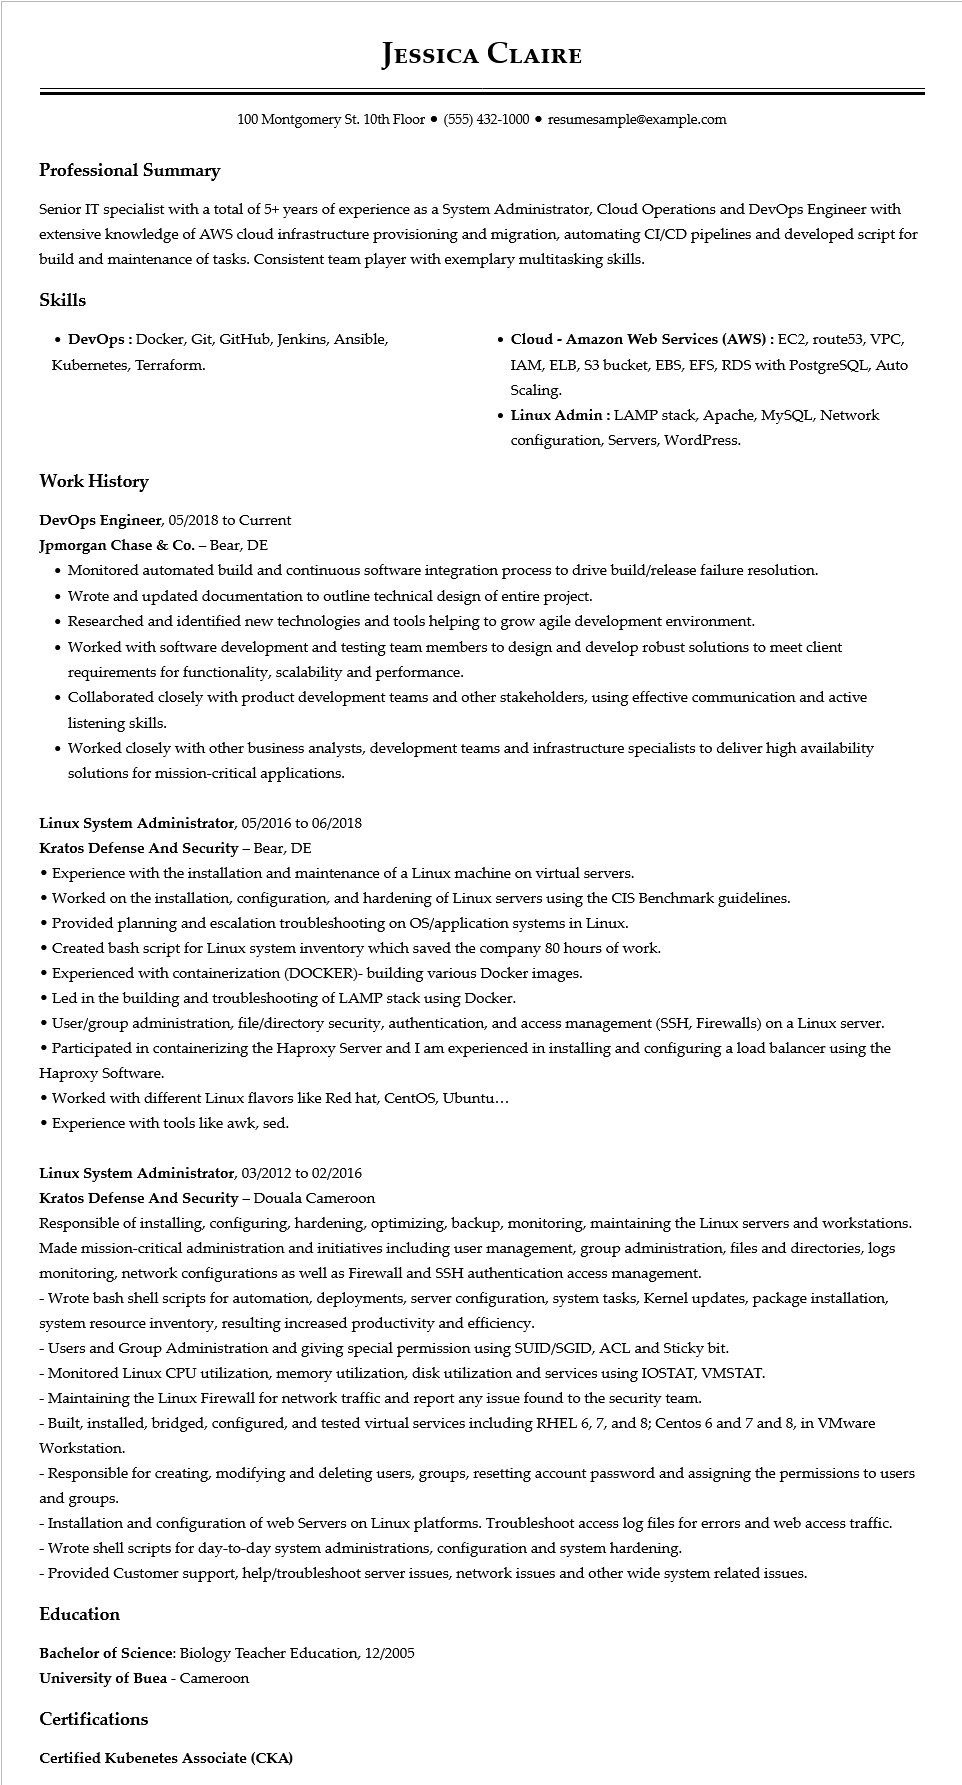 Jessica Claire
100 Montgomery St. 10th Floor ● (555) 432-1000 ● resumesample@example.com
Professional Summary
Senior IT specialist with a total of 5+ years of experience as a System Administrator, Cloud Operations and DevOps Engineer with
extensive knowledge of AWS cloud infrastructure provisioning and migration, automating CI/CD pipelines and developed script for
build and maintenance of tasks. Consistent team player with exemplary multitasking skills.
Skills
• DevOps : Docker, Git, GitHub, Jenkins, Ansible,
Kubernetes, Terraform.
• Cloud - Amazon Web Services (AWS) : EC2, route53, VPC,
IAM, ELB, S3 bucket, EBS, EFS, RDS with PostgreSQL, Auto
Scaling.
• Linux Admin : LAMP stack, Apache, MySQL, Network
configuration, Servers, WordPress.
Work History
DevOps Engineer, 05/2018 to Current
Jpmorgan Chase & Co. – Bear, DE
• Monitored automated build and continuous software integration process to drive build/release failure resolution.
• Wrote and updated documentation to outline technical design of entire project.
• Researched and identified new technologies and tools helping to grow agile development environment.
• Worked with software development and testing team members to design and develop robust solutions to meet client
requirements for functionality, scalability and performance.
• Collaborated closely with product development teams and other stakeholders, using effective communication and active
listening skills.
• Worked closely with other business analysts, development teams and infrastructure specialists to deliver high availability
solutions for mission-critical applications.
Linux System Administrator, 05/2016 to 06/2018
Kratos Defense And Security – Bear, DE
• Experience with the installation and maintenance of a Linux machine on virtual servers.
• Worked on the installation, configuration, and hardening of Linux servers using the CIS Benchmark guidelines.
• Provided planning and escalation troubleshooting on OS/application systems in Linux.
• Created bash script for Linux system inventory which saved the company 80 hours of work.
• Experienced with containerization (DOCKER)- building various Docker images.
• Led in the building and troubleshooting of LAMP stack using Docker.
• User/group administration, file/directory security, authentication, and access management (SSH, Firewalls) on a Linux server.
• Participated in containerizing the Haproxy Server and I am experienced in installing and configuring a load balancer using the
Haproxy Software.
• Worked with different Linux flavors like Red hat, CentOS, Ubuntu…
• Experience with tools like awk, sed.
Linux System Administrator, 03/2012 to 02/2016
Kratos Defense And Security – Douala Cameroon
Responsible of installing, configuring, hardening, optimizing, backup, monitoring, maintaining the Linux servers and workstations.
Made mission-critical administration and initiatives including user management, group administration, files and directories, logs
monitoring, network configurations as well as Firewall and SSH authentication access management.
- Wrote bash shell scripts for automation, deployments, server configuration, system tasks, Kernel updates, package installation,
system resource inventory, resulting increased productivity and efficiency.
- Users and Group Administration and giving special permission using SUID/SGID, ACL and Sticky bit.
- Monitored Linux CPU utilization, memory utilization, disk utilization and services using IOSTAT, VMSTAT.
- Maintaining the Linux Firewall for network traffic and report any issue found to the security team.
- Built, installed, bridged, configured, and tested virtual services including RHEL 6, 7, and 8; Centos 6 and 7 and 8, in VMware
Workstation.
- Responsible for creating, modifying and deleting users, groups, resetting account password and assigning the permissions to users
and groups.
- Installation and configuration of web Servers on Linux platforms. Troubleshoot access log files for errors and web access traffic.
- Wrote shell scripts for day-to-day system administrations, configuration and system hardening.
- Provided Customer support, help/troubleshoot server issues, network issues and other wide system related issues.
Education
Bachelor of Science: Biology Teacher Education, 12/2005
University of Buea - Cameroon
Certifications
Certified Kubenetes Associate (CKA)